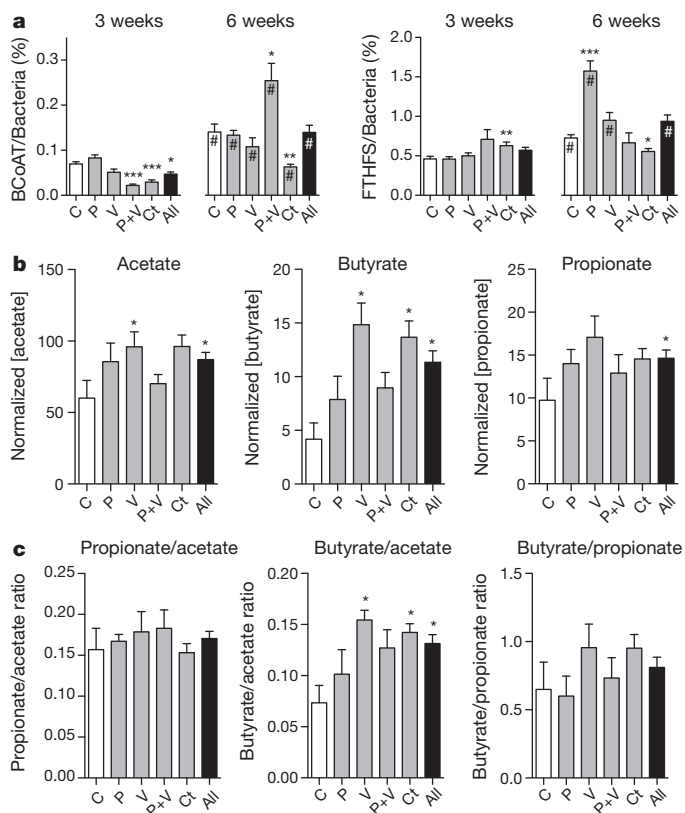 a
3 weeks 6 weeks
BCoAT/Bacteria (%)
0.3
0.2
0.1
0.0
* *** *** * # # # # ** # #
C P V P+V Ct All C P V P+V Ct All
3 weeks 6 weeks
FTHFS/Bacteria (%)
2.0
1.5
1.0
0.5
0
** *** # # # * #
C P V P+V Ct All C P V P+V Ct All
b
Acetate
Normalized [acetate]
150
100
50
0
* *
C P V P+V Ct All
Butyrate
Normalized [butyrate]
20
15
10
5
0
* * *
C P V P+V Ct All
Propionate
Normalized [propionate]
25
20
15
10
5
0
*
C P V P+V Ct All
c
Propionate/acetate
Propionate/acetate ratio
0.25
0.20
0.15
0.10
0.05
0.00
C P V P+V Ct All
Butyrate/acetate
Butyrate/acetate ratio
0.20
0.15
0.10
0.05
0.00
* * *
C P V P+V Ct All
Butyrate/propionate
Butyrate/propionate ratio
1.5
1.0
0.5
0.0
C P V P+V Ct All